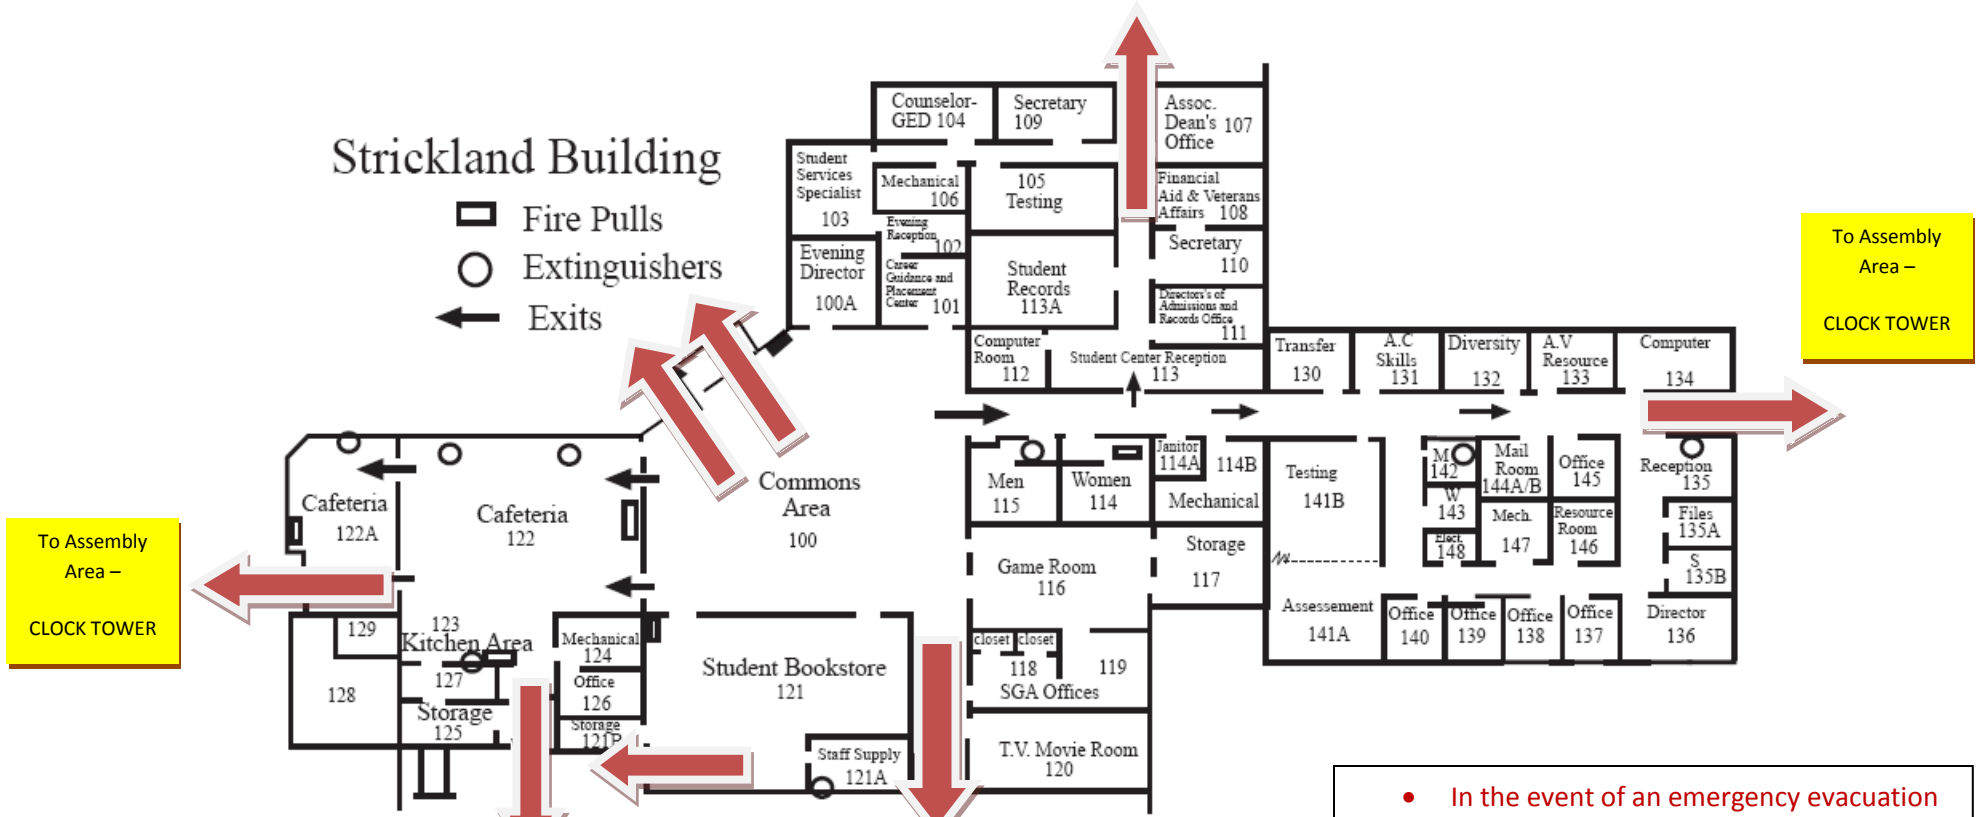 Strickland Building
Fire Pulls
Extinguishers
Exits
Counselor-
GED 104
Secretary
109
Assoc.
Dean's 107
Office
Student
Services
Specialist
103
Mechanical
106
105
Testing
Financial
Aid & Veterans
Affairs 108
Evening
Reception
102
Secretary
110
Evening
Director
100A
Career
Guidance and
Placement
Center 101
Student
Records
113A
Directors's of
Admissions and
Records Office
111
Computer
Room
112
Student Center Reception
113
Transfer
130
A.C
Skills
131
Diversity
132
A.V
Resource
133
Computer
134
To Assembly
Area –
CLOCK TOWER
Cafeteria
122A
Cafeteria
122
Commons
Area
100
Men
115
Women
114
Janitor
114A
114B
Mechanical
Testing
141B
M
142
W
143
Elect.
148
Mail
Room
144A/B
Office
145
Mech.
147
Resource
Room
146
Reception
135
Files
135A
S
135B
To Assembly
Area –
CLOCK TOWER
Game Room
116
Storage
117
Assessement
141A
Office
140
Office
139
Office
138
Office
137
Director
136
129
123
Kitchen Area
128
127
Storage
125
Mechanical
124
Office
126
Storage
121B
Student Bookstore
121
Staff Supply
121A
closet
closet
118
119
SGA Offices
T.V. Movie Room
120
• In the event of an emergency evacuation